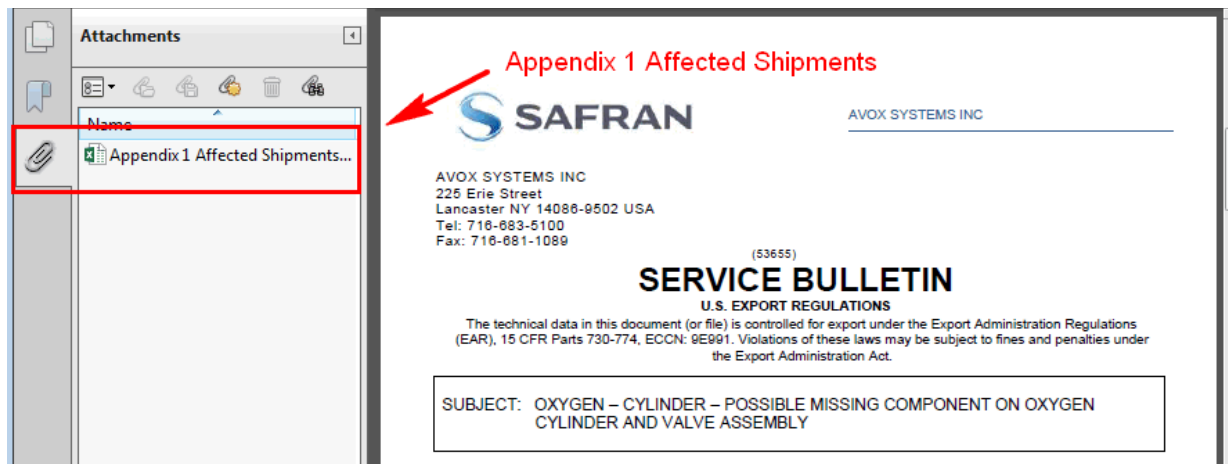 Attachments
Name
Appendix 1 Affected Shipments...
Appendix 1 Affected Shipments
SAFRAN
AVOX SYSTEMS INC
AVOX SYSTEMS INC
225 Erie Street
Lancaster NY 14086-9502 USA
Tel: 716-683-5100
Fax: 716-681-1089
(53655)
SERVICE BULLETIN
U.S. EXPORT REGULATIONS
The technical data in this document (or file) is controlled for export under the Export Administration Regulations
(EAR), 15 CFR Parts 730-774, ECCN: 9E991. Violations of these laws may be subject to fines and penalties under
the Export Administration Act.
SUBJECT: OXYGEN – CYLINDER – POSSIBLE MISSING COMPONENT ON OXYGEN
CYLINDER AND VALVE ASSEMBLY